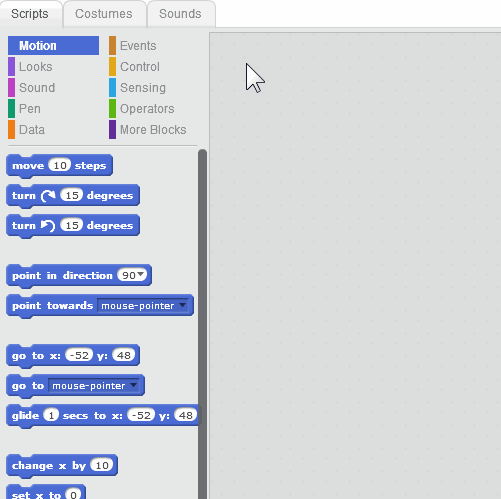 Scripts Costumes Sounds
Motion Events
Looks Control
Sound Sensing
Pen Operators
Data More Blocks
move 10 steps
turn 15 degrees
turn 15 degrees
point in direction 90
point towards mouse-pointer
go to x: -52 y: 48
go to mouse-pointer
glide 1 secs to x: -52 y: 48
change x by 10
set x to 0